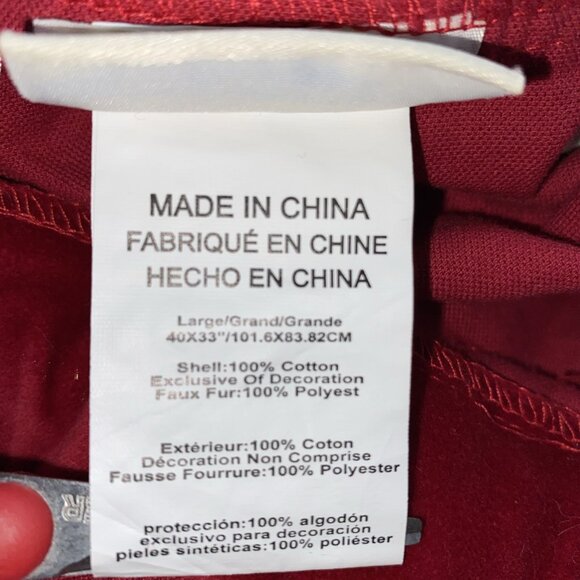 MADE IN CHINA
FABRIQUÉ EN CHINE
HECHO EN CHINA
Large/Grand/Grande
40X33"/101.6X83.82CM
Shell:100% Cotton
Exclusive Of Decoration
Faux Fur:100% Polyest
Extérieur:100% Coton
Décoration Non Comprise
Fausse Fourrure:100% Polyester
protección:100% algodón
exclusivo para decoración
pieles sintéticas:100% poliéster